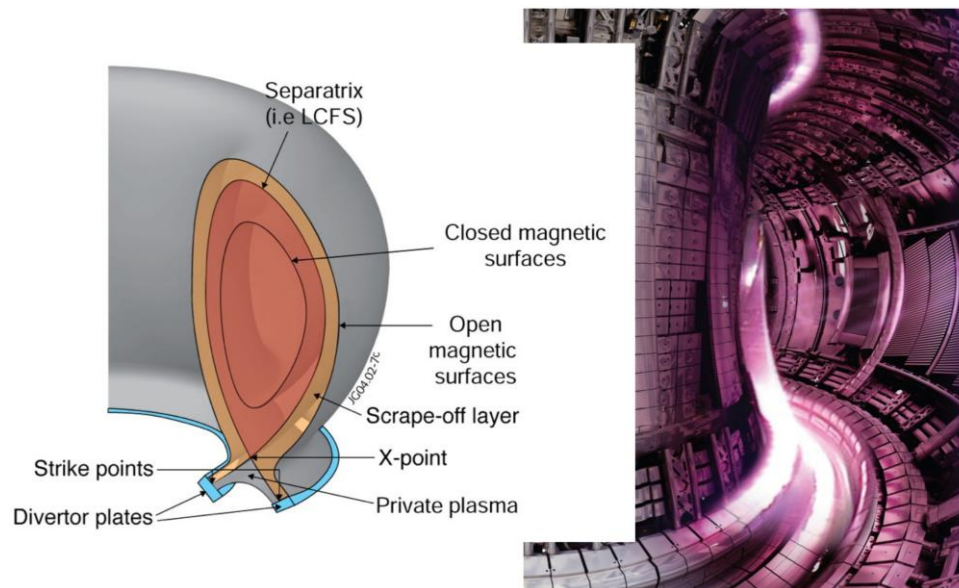 Separatrix
(i.e LCFS)
Closed magnetic
surfaces
Open
magnetic
surfaces
JG04.02-7c
Scrape-off layer
X-point
Strike points
Private plasma
Divertor plates